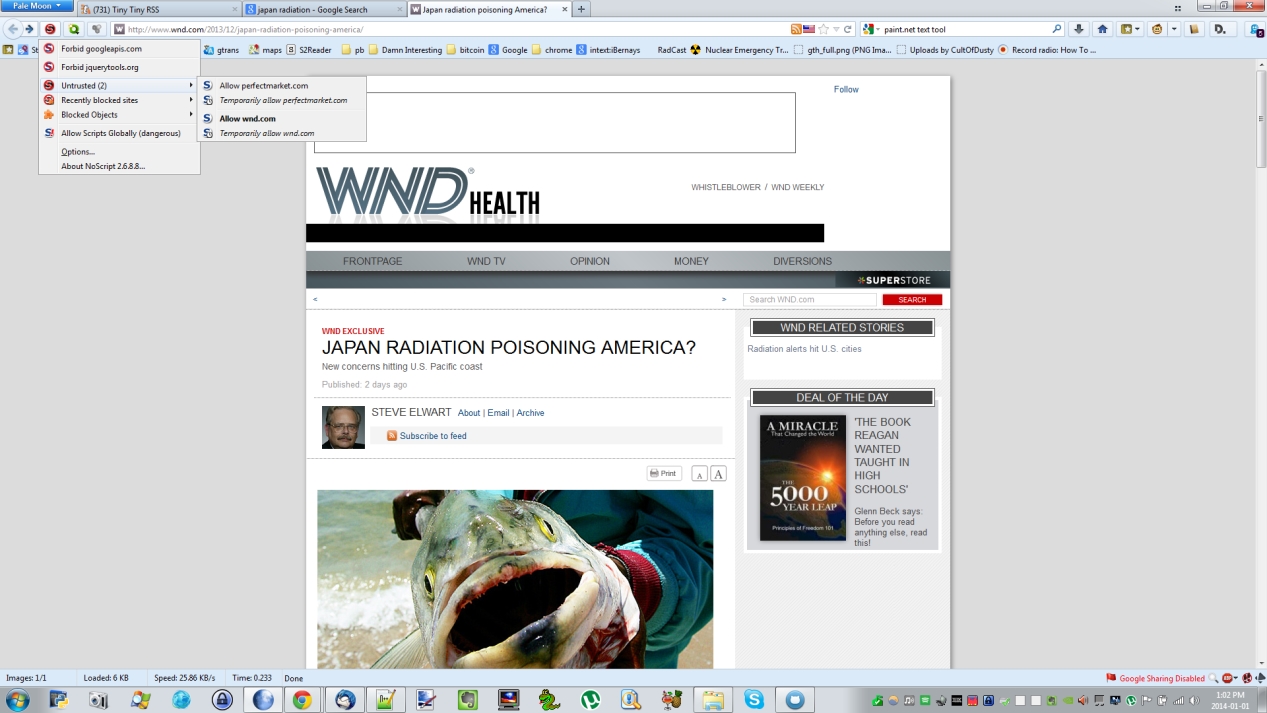 Pale Moon
(731) Tiny Tiny RSS
japan radiation - Google Search
Japan radiation poisoning America?
http://www.wnd.com/2013/12/japan-radiation-poisoning-america/
paint.net text tool
D.
gtrans
maps
S2Reader
pb
Damn Interesting
bitcoin
Google
chrome
intext:iBernays
RadCast
Nuclear Emergency Tr...
gth_full.png (PNG Ima...
Uploads by CultOfDusty
Record radio: How To ...
Forbid googleapis.com
Forbid jquerytools.org
Untrusted (2)
Recently blocked sites
Blocked Objects
Allow Scripts Globally (dangerous)
Options...
About NoScript 2.6.8.8...
Allow perfectmarket.com
Temporarily allow perfectmarket.com
Allow wnd.com
Temporarily allow wnd.com
Follow
WND® HEALTH
WHISTLEBLOWER / WND WEEKLY
FRONTPAGE
WND TV
OPINION
MONEY
DIVERSIONS
SUPERSTORE
<
>
Search WND.com
SEARCH
WND EXCLUSIVE
JAPAN RADIATION POISONING AMERICA?
New concerns hitting U.S. Pacific coast
Published: 2 days ago
STEVE ELWART About | Email | Archive
Subscribe to feed
Print
A
A
WND RELATED STORIES
Radiation alerts hit U.S. cities
DEAL OF THE DAY
A MIRACLE
That Changed the World
THE
5000
YEAR LEAP
Principles of Freedom 101
'THE BOOK
REAGAN
WANTED
TAUGHT IN
HIGH
SCHOOLS'
Glenn Beck says:
Before you read
anything else, read
this!
Images: 1/1
Loaded: 6 KB
Speed: 25.86 KB/s
Time: 0.233
Done
Google Sharing Disabled
1:02 PM
2014-01-01